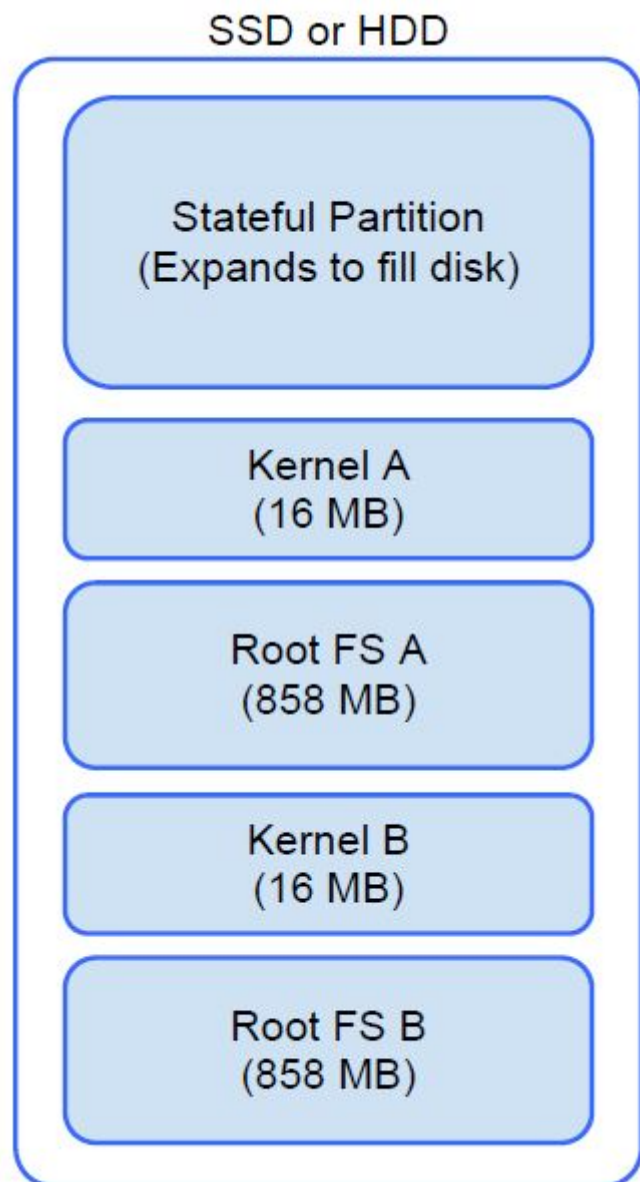 SSD or HDD
Stateful Partition
(Expands to fill disk)
Kernel A
(16 MB)
Root FS A
(858 MB)
Kernel B
(16 MB)
Root FS B
(858 MB)